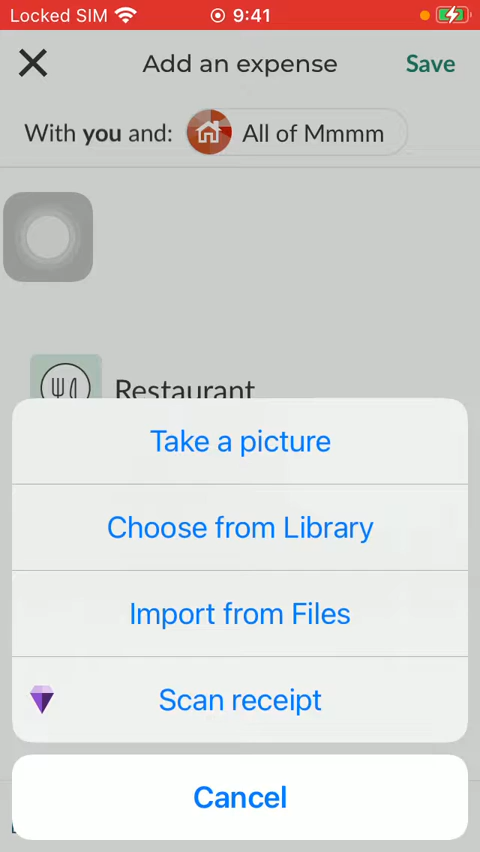 Locked SIM 9:41
Add an expense Save
With you and: All of Mmmm
Restaurant
Take a picture
Choose from Library
Import from Files
Scan receipt
Cancel